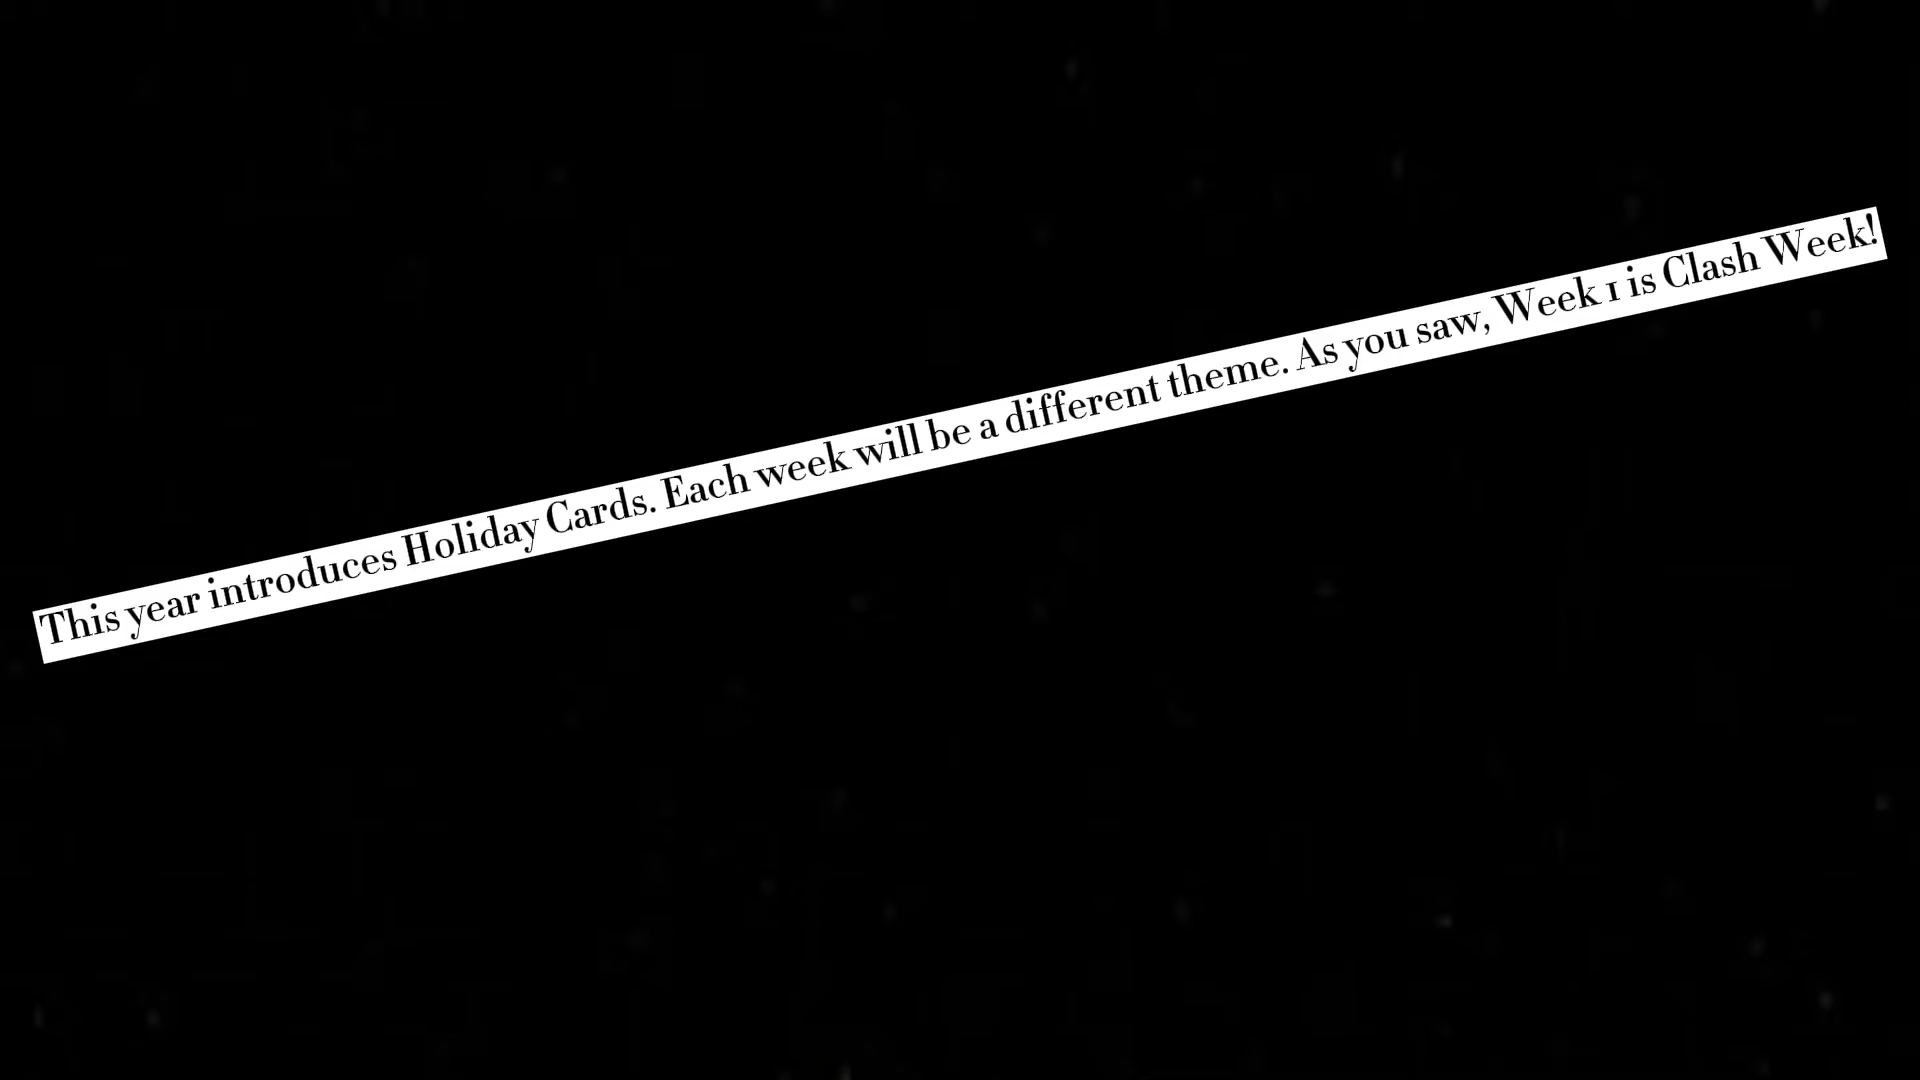 This year introduces Holiday Cards. Each week will be a different theme. As you saw, Week 1 is Clash Week!